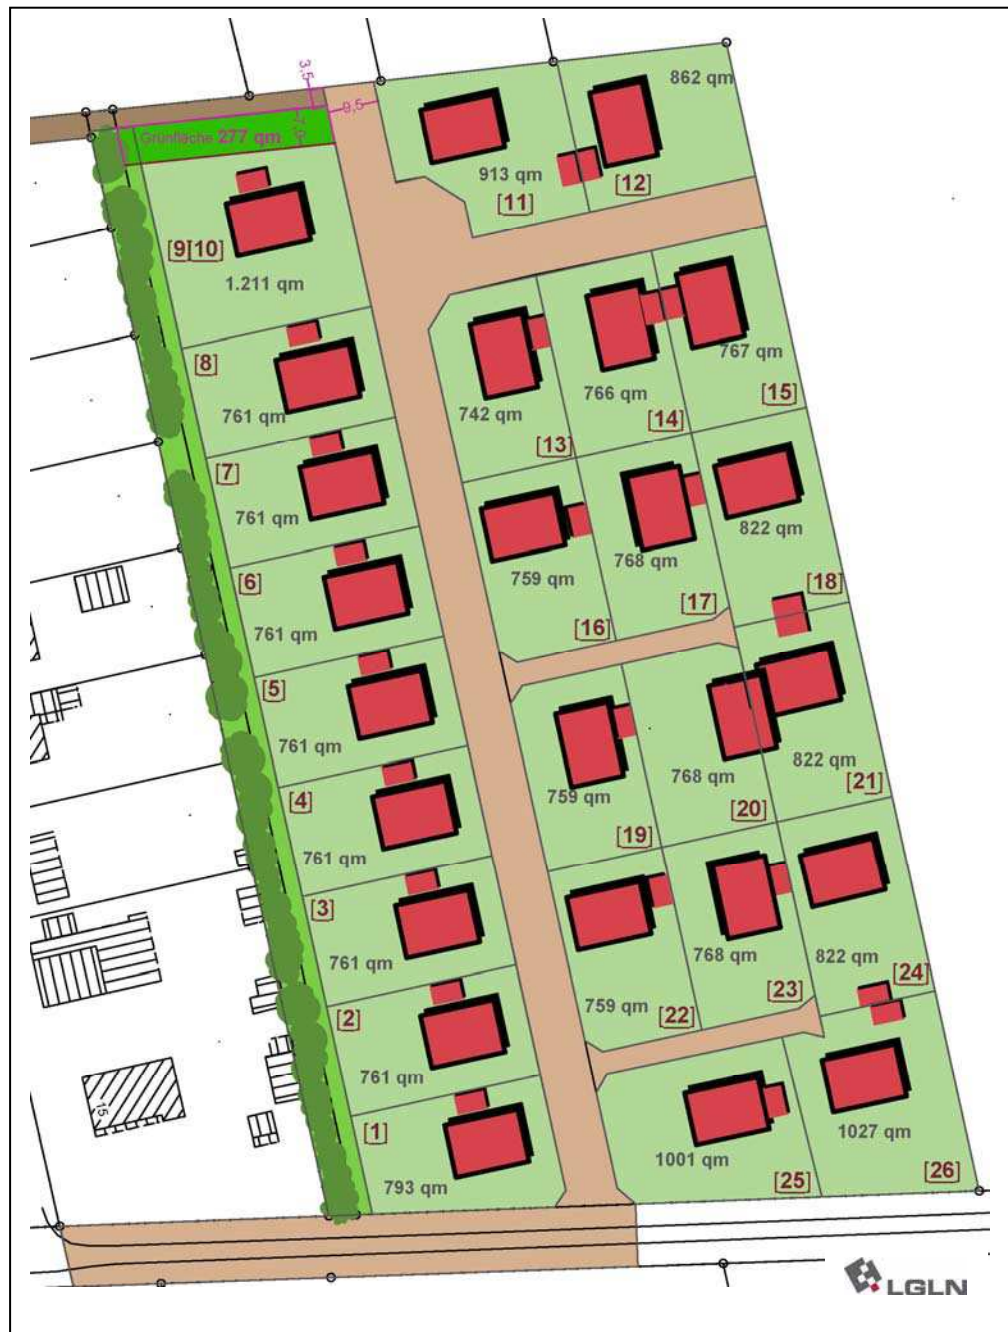 862 qm
3,5
9,5
7,9
Grünfläche 277 qm
913 qm
[11]
[12]
[9[10]
1.211 qm
[8]
761 qm
742 qm
[13]
766 qm
[14]
767 qm
[15]
[7]
761 qm
759 qm
[16]
768 qm
[17]
822 qm
[18]
[6]
761 qm
[5]
761 qm
759 qm
[19]
768 qm
[20]
822 qm
[21]
[4]
761 qm
[3]
761 qm
759 qm
[22]
768 qm
[23]
822 qm
[24]
[2]
761 qm
[1]
793 qm
1001 qm
[25]
1027 qm
[26]
15
LGLN